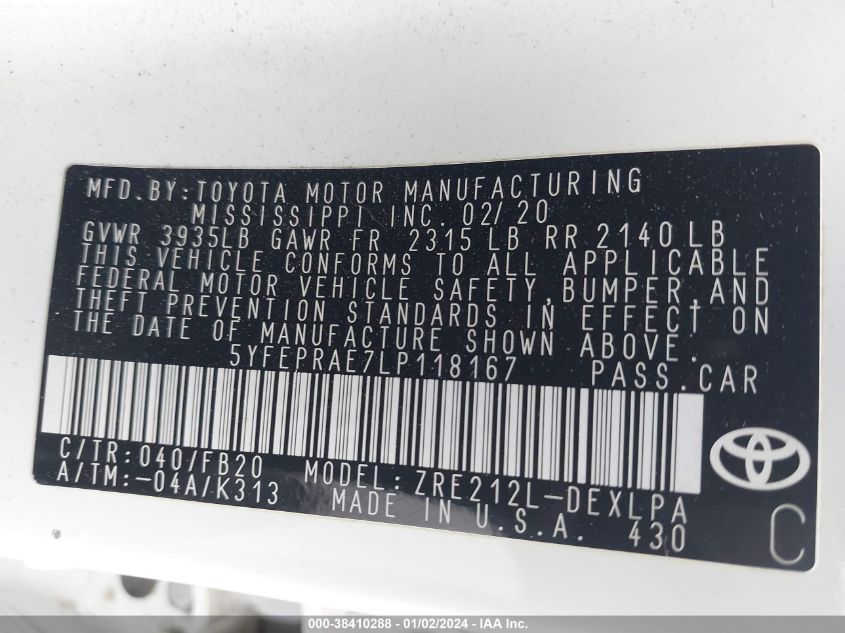 MFD.BY:TOYOTA MOTOR MANUFACTURING
MISSISSIPPI INC. 02/20
GVWR 3935LB GAWR FR 2315 LB RR 2140 LB
THIS VEHICLE CONFORMS TO ALL APPLICABLE
FEDERAL MOTOR VEHICLE SAFETY,BUMPER,AND
THEFT PREVENTION STANDARDS IN EFFECT ON
THE DATE OF MANUFACTURE SHOWN ABOVE.
5YFEPRAE7LP118167 PASS.CAR
C/TR:040/FB20 MODEL:ZRE212L-DEXLPA
A/TM:-04A/K313 MADE IN U.S.A. 430
C
000-38410288 - 01/02/2024 - IAA Inc.